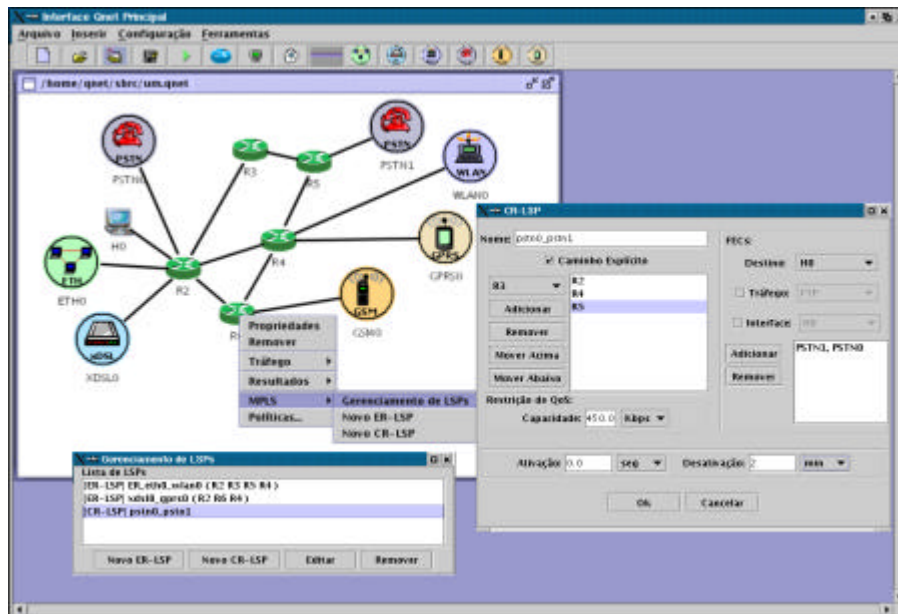 Interface Qnet Principal
Arquivo Inserir Configuração Ferramentas
/home/qnet/sbrc/um.qnet
PSTN
PSTN
PSTN1
R3
R5
WLAN
WLAN0
H0
R4
GPRS
GPRS0
ETH
ETH0
R2
GSM
GSM0
XDSL
XDSL0
Propriedades
Remover
Tráfego
Resultados
MPLS
Políticas...
Gerenciamento de LSPs
Novo ER-LSP
Novo CR-LSP
CR-LSP
Nome: pstn0_pstn1
Caminho Explícito
R3
Adicionar
Remover
Mover Acima
Mover Abaixo
R2
R4
R5
Restrição de QoS:
Capacidade: 450.0 Kbps
FECs:
Destino: H0
Tráfego: FTP
Interface: H0
Adicionar
Remover
PSTN1, PSTN0
Ativação: 0.0 seg Desativação: 2 min
Ok Cancelar
Gerenciamento de LSPs
Lista de LSPs
[ER-LSP] ER_eth0_wlan0 ( R2 R3 R5 R4 )
[ER-LSP] xdsl0_gprs0 ( R2 R6 R4 )
[CR-LSP] pstn0_pstn1
Novo ER-LSP Novo CR-LSP Editar Remover